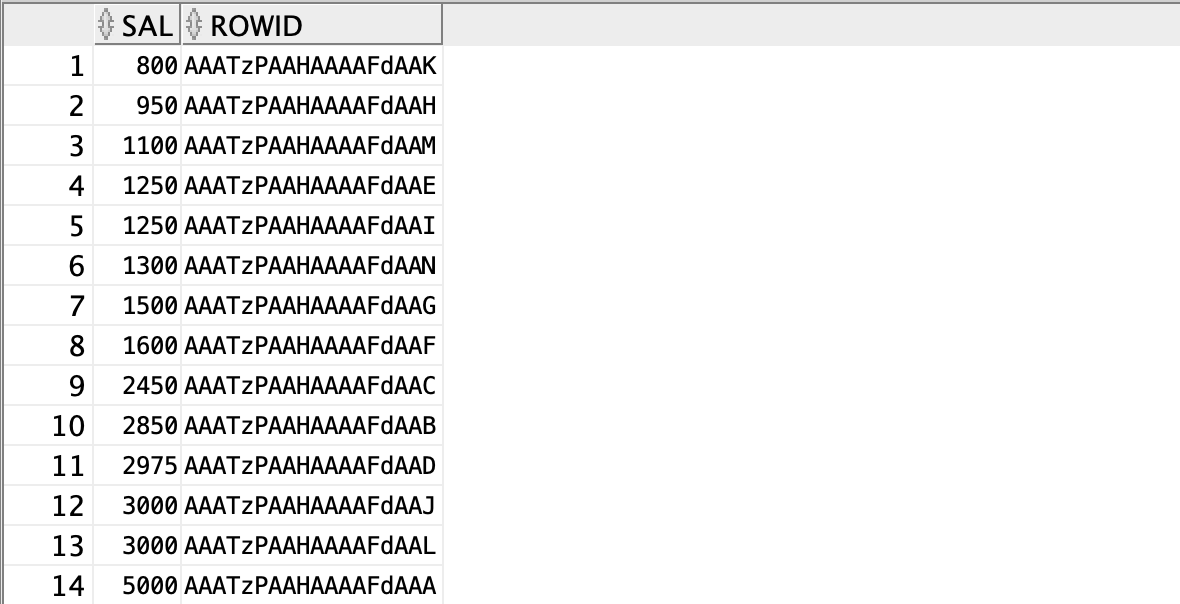 SAL ROWID
1 800 AAATzPAAHAAAAFdAAK
2 950 AAATzPAAHAAAAFdAAH
3 1100 AAATzPAAHAAAAFdAAM
4 1250 AAATzPAAHAAAAFdAAE
5 1250 AAATzPAAHAAAAFdAAI
6 1300 AAATzPAAHAAAAFdAAN
7 1500 AAATzPAAHAAAAFdAAG
8 1600 AAATzPAAHAAAAFdAAF
9 2450 AAATzPAAHAAAAFdAAC
10 2850 AAATzPAAHAAAAFdAAB
11 2975 AAATzPAAHAAAAFdAAD
12 3000 AAATzPAAHAAAAFdAAJ
13 3000 AAATzPAAHAAAAFdAAL
14 5000 AAATzPAAHAAAAFdAAA